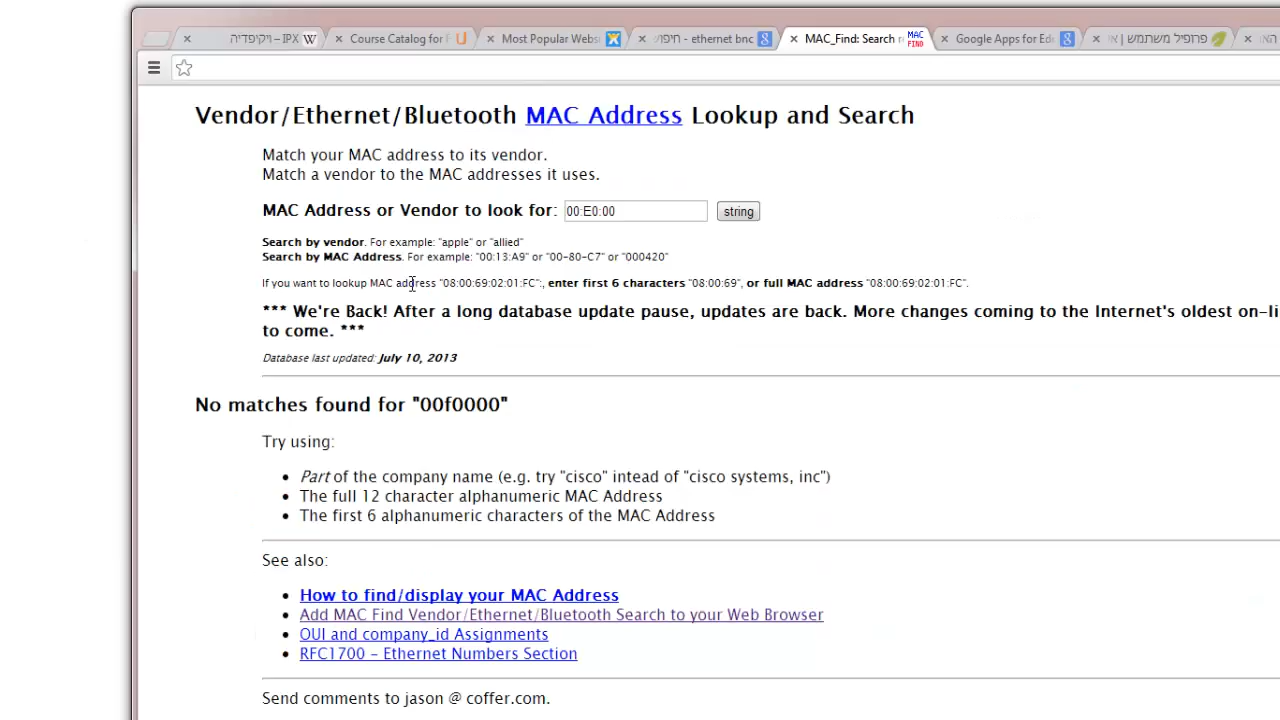 ויקיפדיה – IPX
Course Catalog for
Most Popular Webs
חיפוש - ethernet bnc
MAC_Find: Search r
MAC FIND
Google Apps for Ed
פרופיל משתמש | א
האו
Vendor/Ethernet/Bluetooth MAC Address Lookup and Search
Match your MAC address to its vendor.
Match a vendor to the MAC addresses it uses.
MAC Address or Vendor to look for: 00:E0:00 string
Search by vendor. For example: "apple" or "allied"
Search by MAC Address. For example: "00:13:A9" or "00-80-C7" or "000420"
If you want to lookup MAC address "08:00:69:02:01:FC":, enter first 6 characters "08:00:69", or full MAC address "08:00:69:02:01:FC".
*** We're Back! After a long database update pause, updates are back. More changes coming to the Internet's oldest on-li
to come. ***
Database last updated: July 10, 2013
No matches found for "00f0000"
Try using:
Part of the company name (e.g. try "cisco" intead of "cisco systems, inc")
The full 12 character alphanumeric MAC Address
The first 6 alphanumeric characters of the MAC Address
See also:
How to find/display your MAC Address
Add MAC Find Vendor/Ethernet/Bluetooth Search to your Web Browser
OUI and company_id Assignments
RFC1700 – Ethernet Numbers Section
Send comments to jason @ coffer.com.